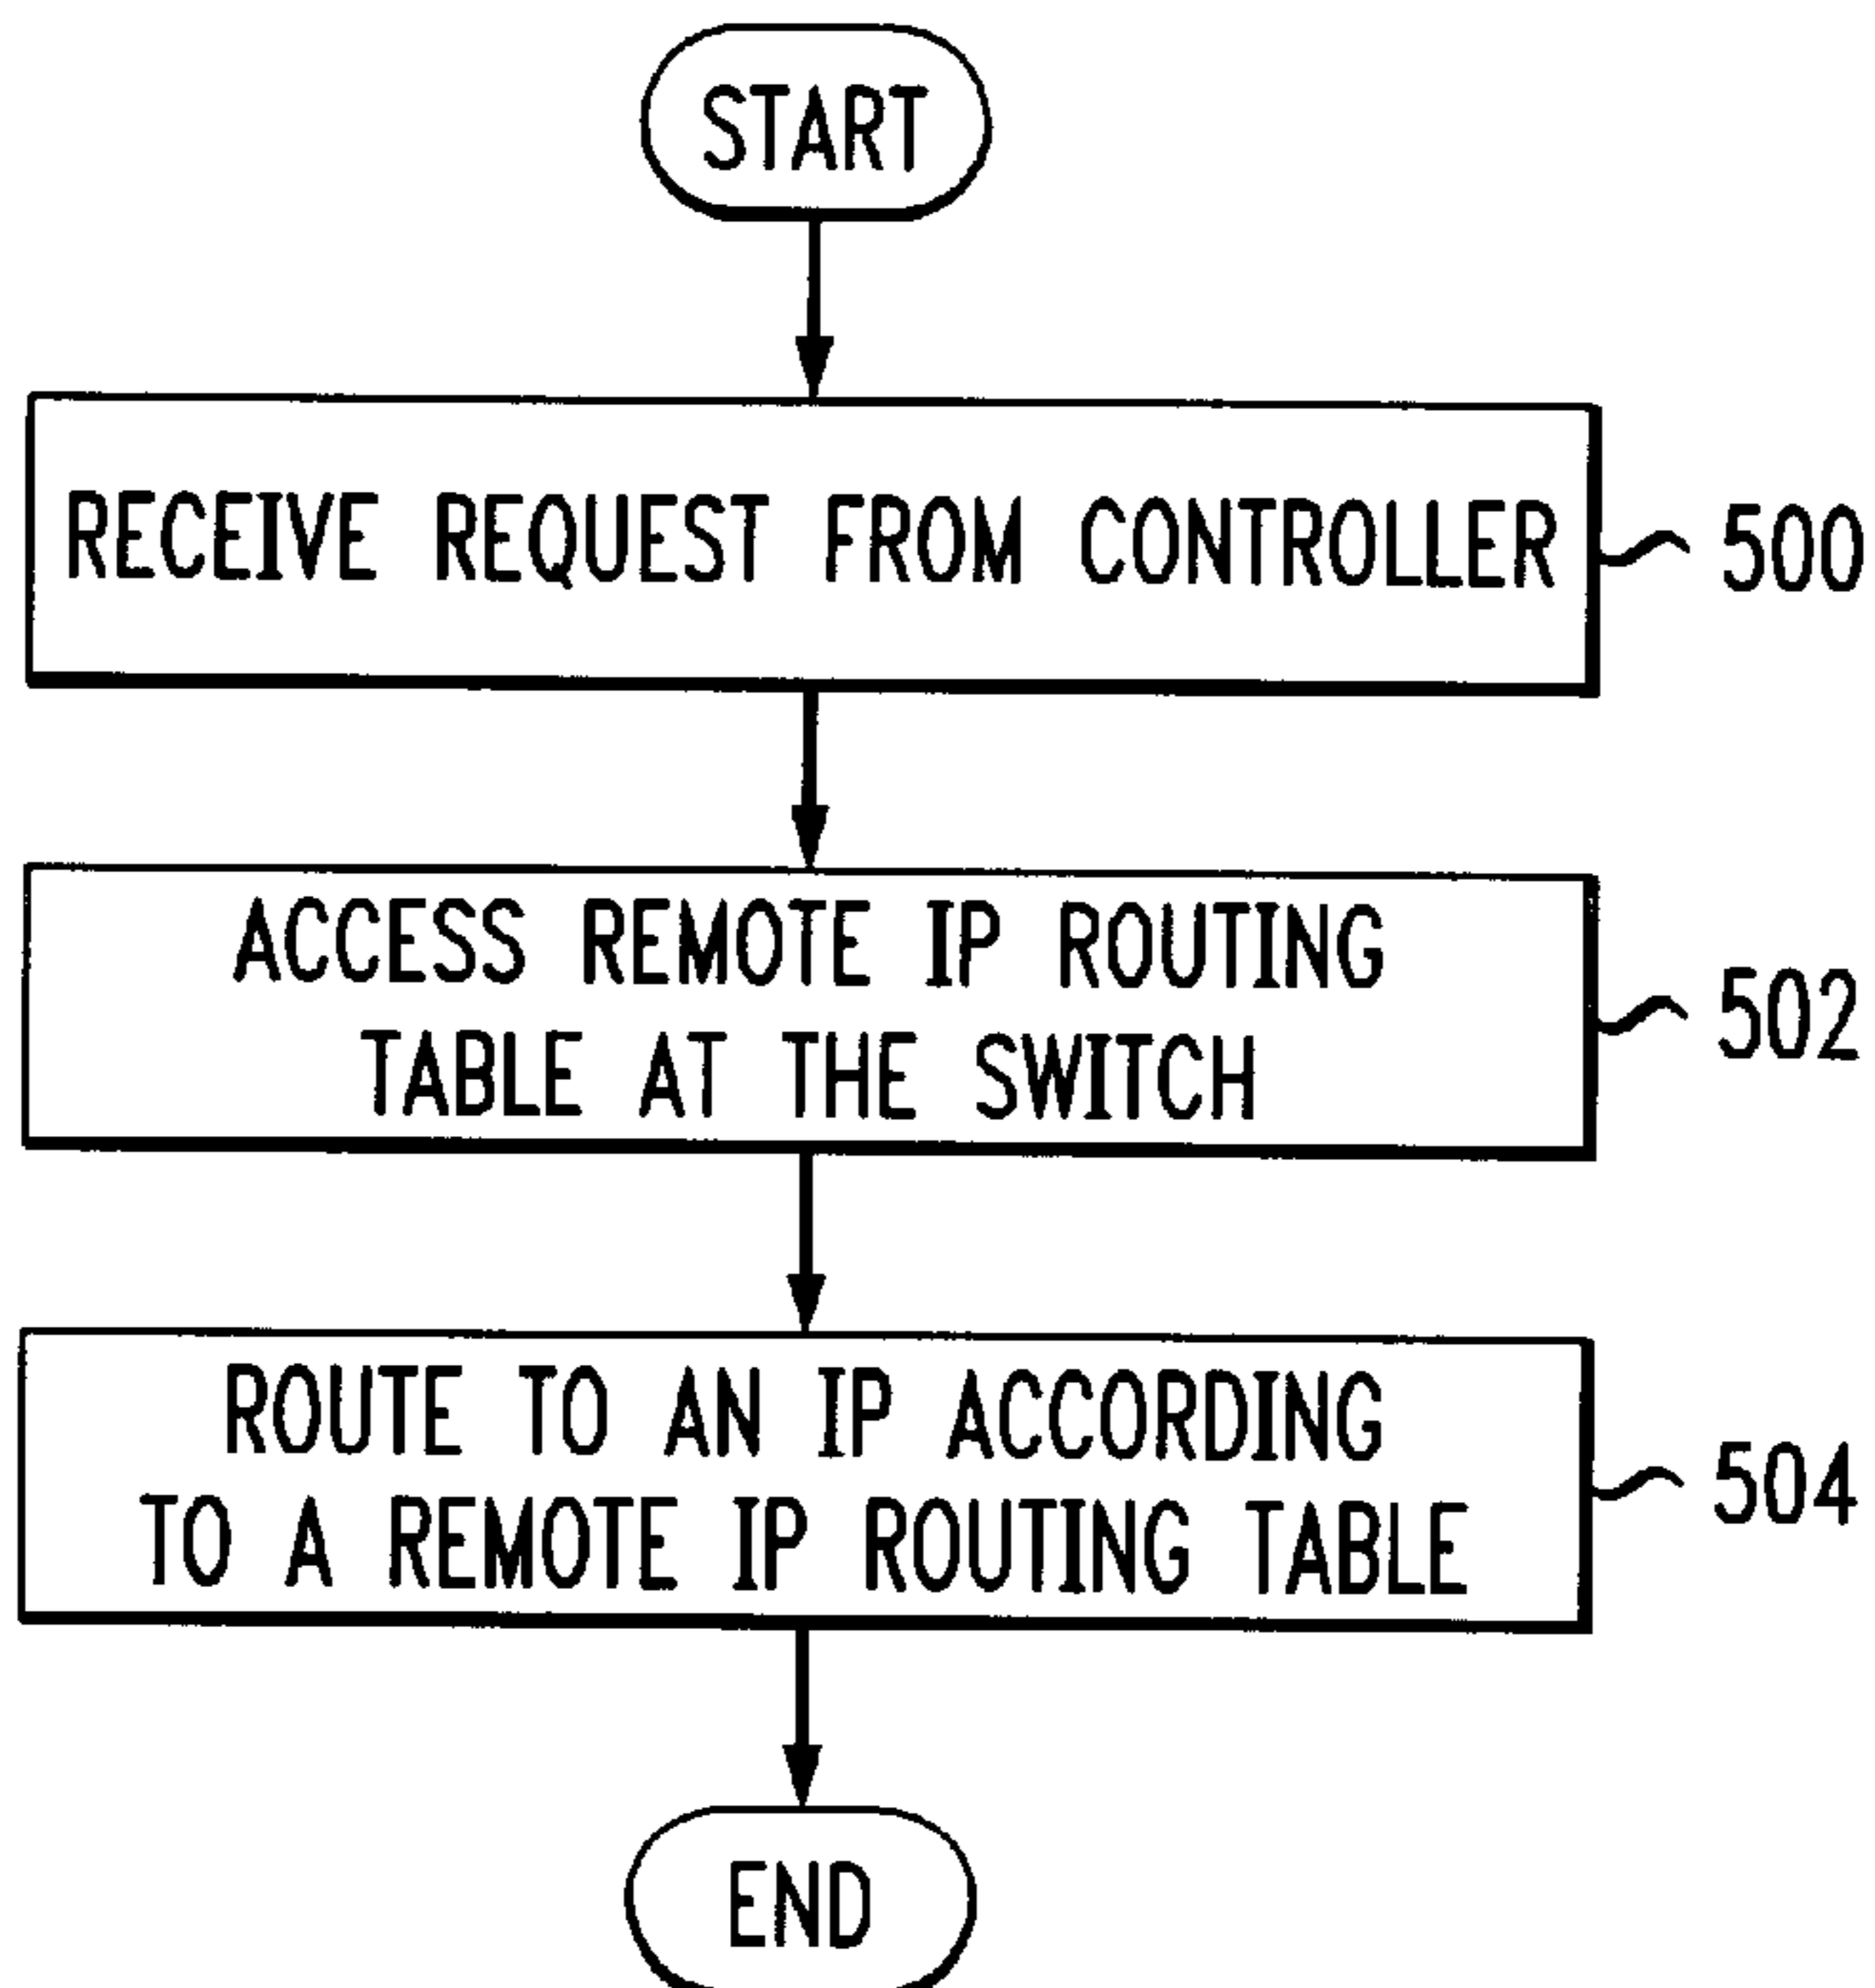 START
RECEIVE REQUEST FROM CONTROLLER
500
ACCESS REMOTE IP ROUTING
TABLE AT THE SWITCH
502
ROUTE TO AN IP ACCORDING
TO A REMOTE IP ROUTING TABLE
504
END